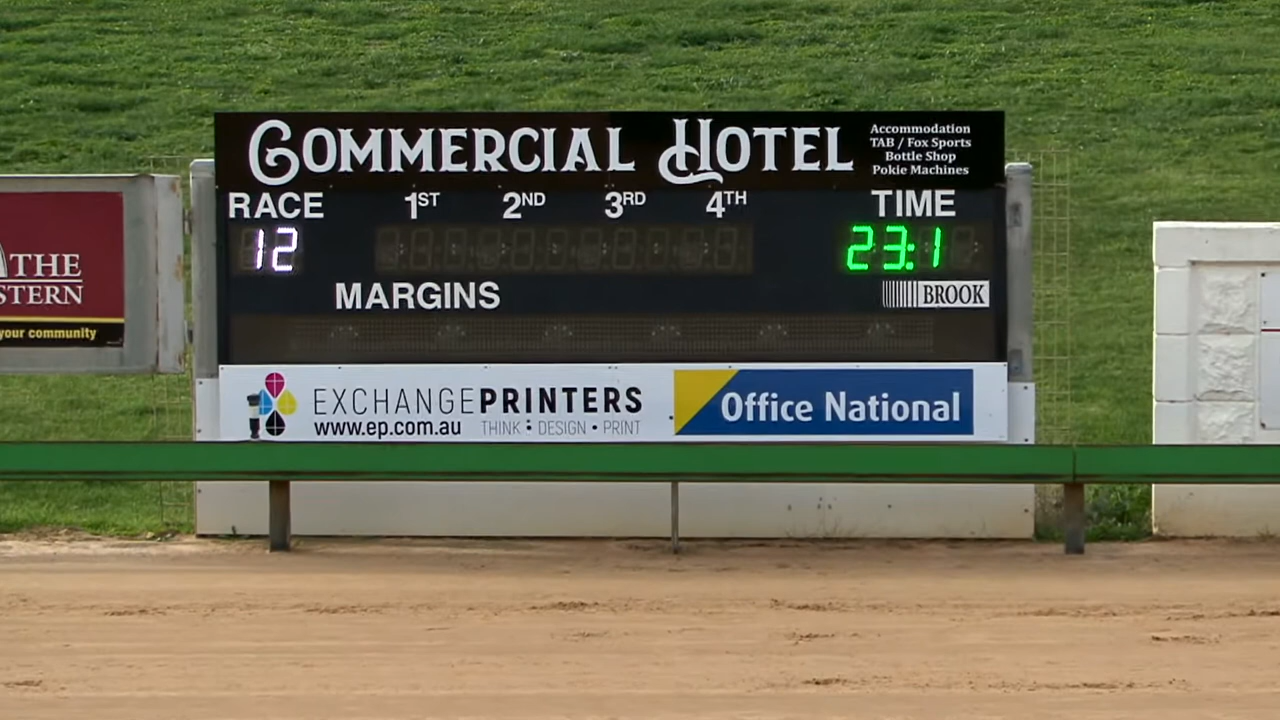 COMMERCIAL HOTEL
Accommodation
TAB / Fox Sports
Bottle Shop
Pokie Machines
RACE 1ST 2ND 3RD 4TH TIME
12 23:1
MARGINS
BROOK
THE
STERN
your community
EXCHANGEPRINTERS
www.ep.com.au THINK • DESIGN • PRINT
Office National